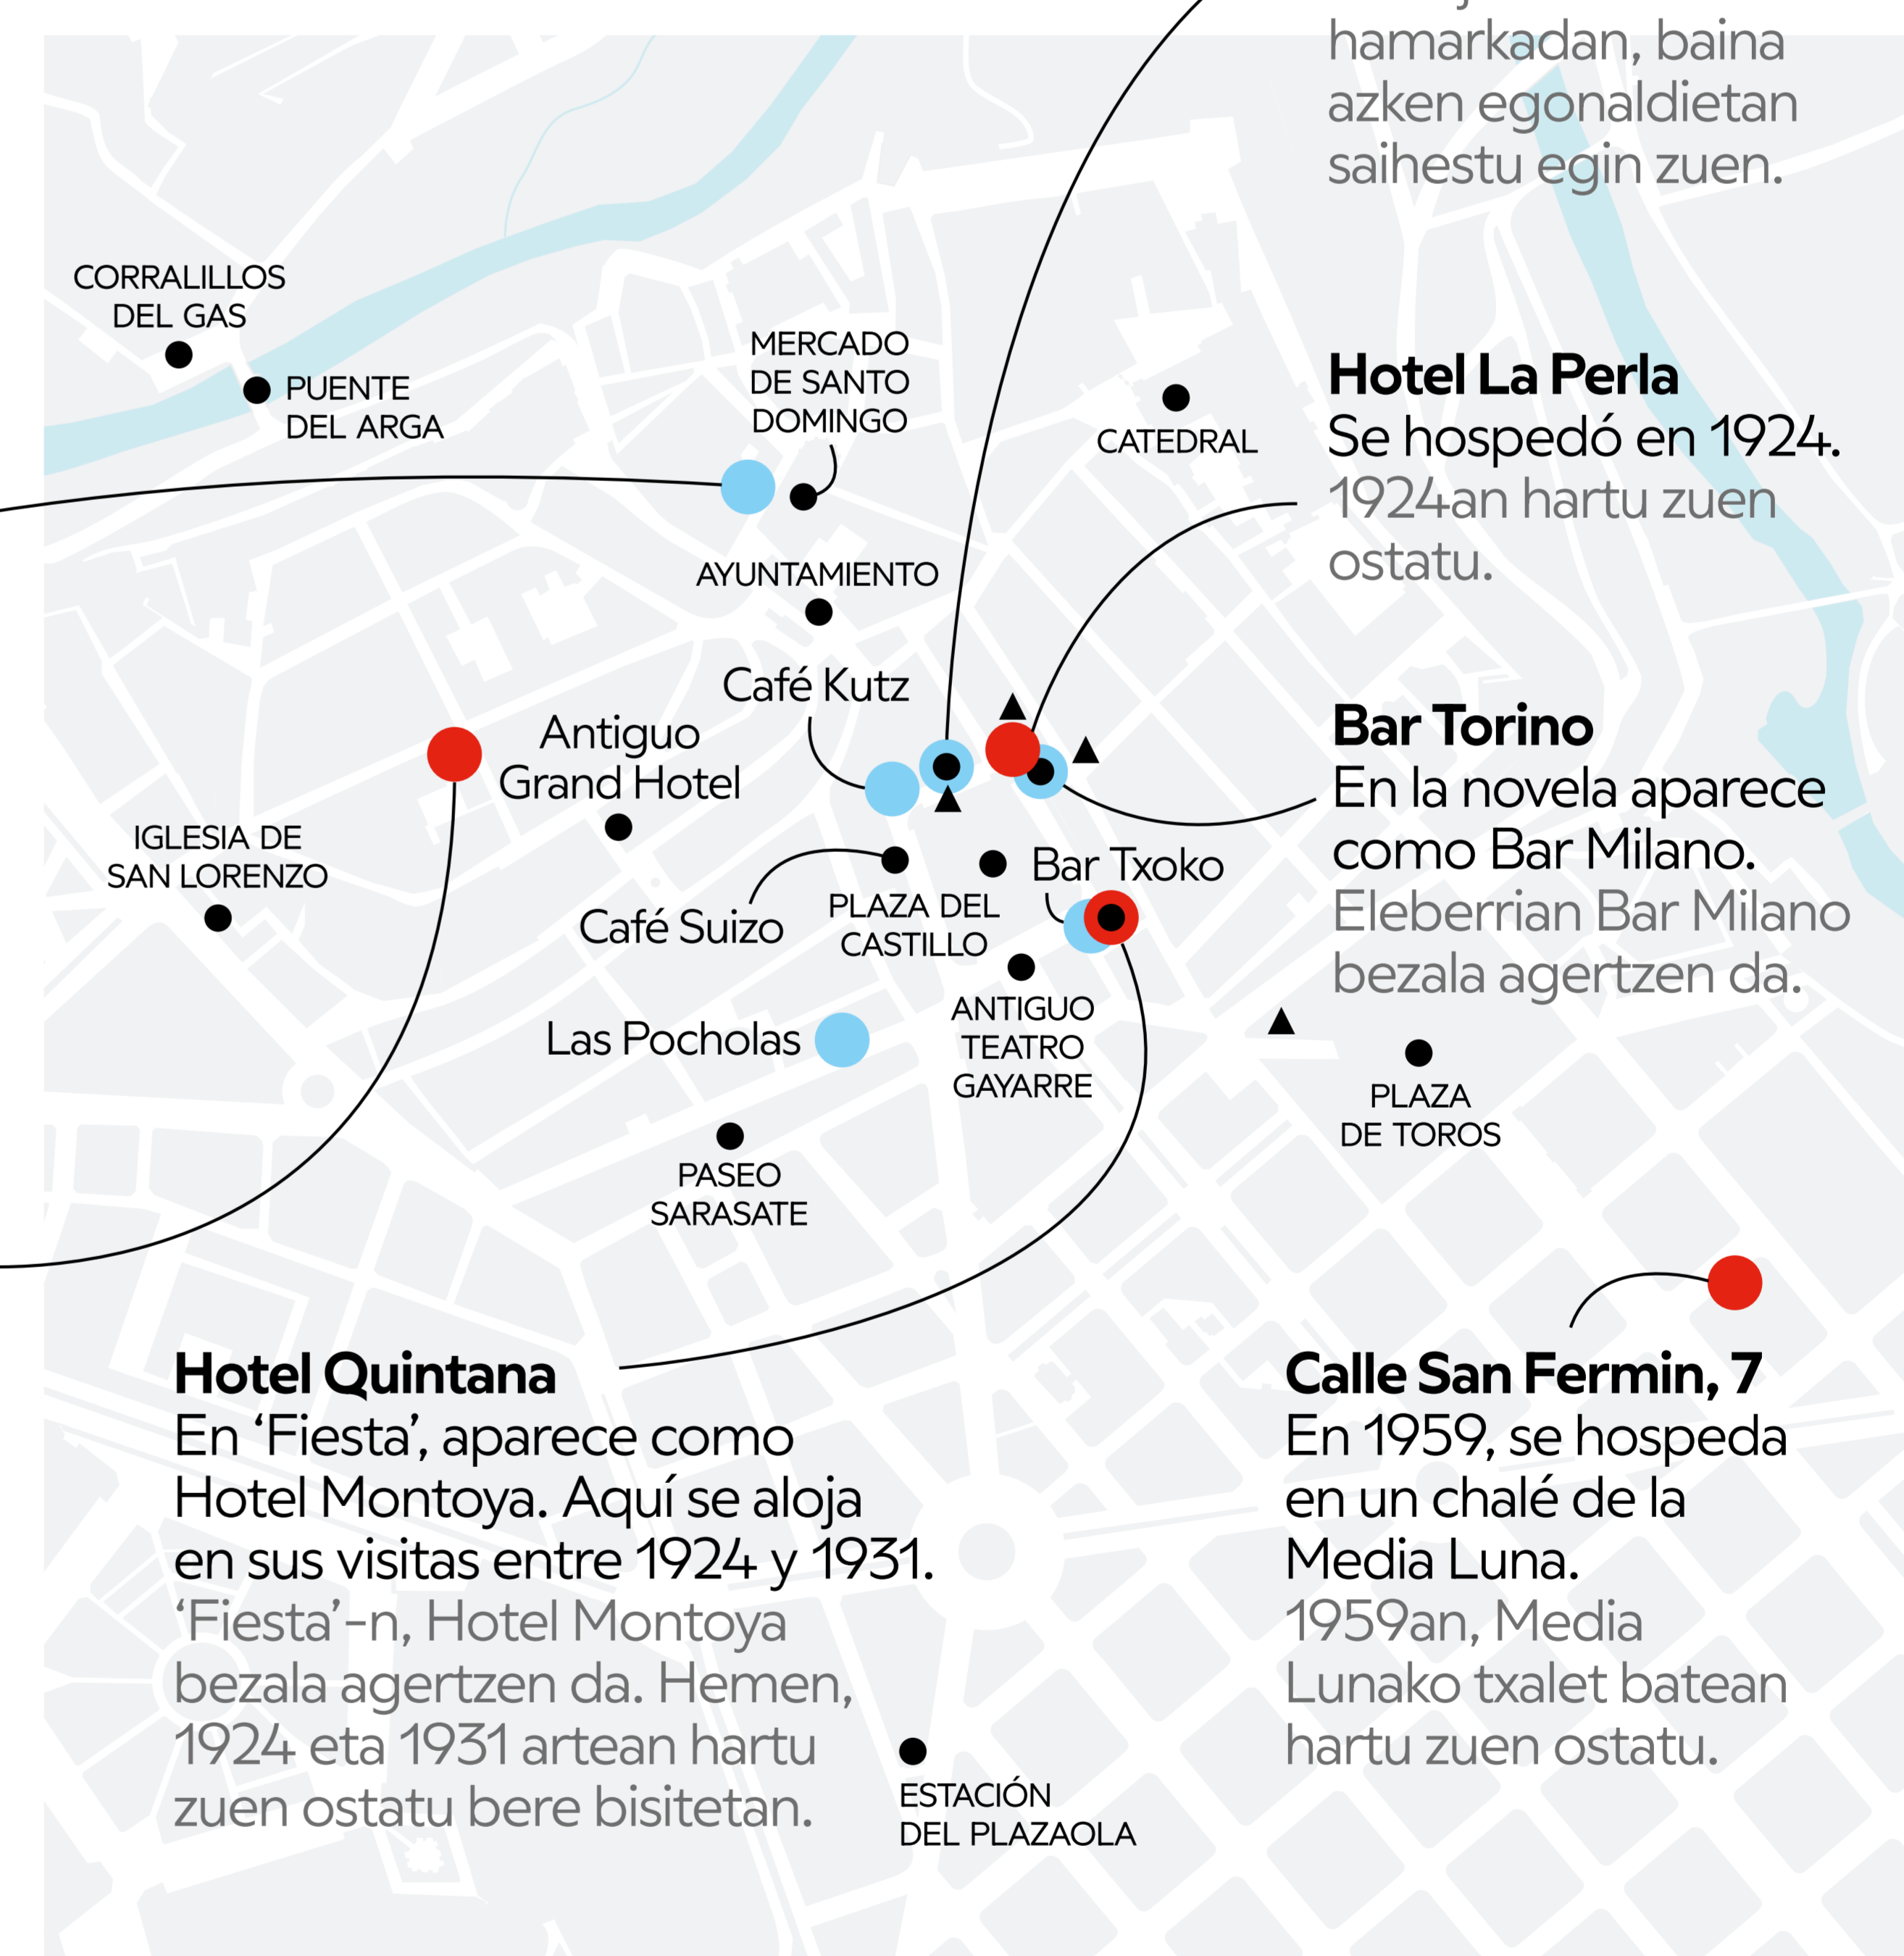 hamarkadan, baina
azken egonaldietan
saihestu egin zuen.
CORRALILLOS
DEL GAS
PUENTE
DEL ARGA
MERCADO
DE SANTO
DOMINGO
CATEDRAL
Hotel La Perla
Se hospedó en 1924.
1924an hartu zuen
ostatu.
AYUNTAMIENTO
Café Kutz
Antiguo
Grand Hotel
Bar Torino
En la novela aparece
como Bar Milano.
Eleberrian Bar Milano
bezala agertzen da.
IGLESIA DE
SAN LORENZO
Café Suizo
PLAZA DEL
CASTILLO
Bar Txoko
Las Pocholas
ANTIGUO
TEATRO
GAYARRE
PLAZA
DE TOROS
PASEO
SARASATE
Hotel Quintana
En ‘Fiesta’, aparece como
Hotel Montoya. Aquí se aloja
en sus visitas entre 1924 y 1931.
‘Fiesta’-n, Hotel Montoya
bezala agertzen da. Hemen,
1924 eta 1931 artean hartu
zuen ostatu bere bisitetan.
Calle San Fermin, 7
En 1959, se hospeda
en un chalé de la
Media Luna.
1959an, Media
Lunako txalet batean
hartu zuen ostatu.
ESTACIÓN
DEL PLAZAOLA